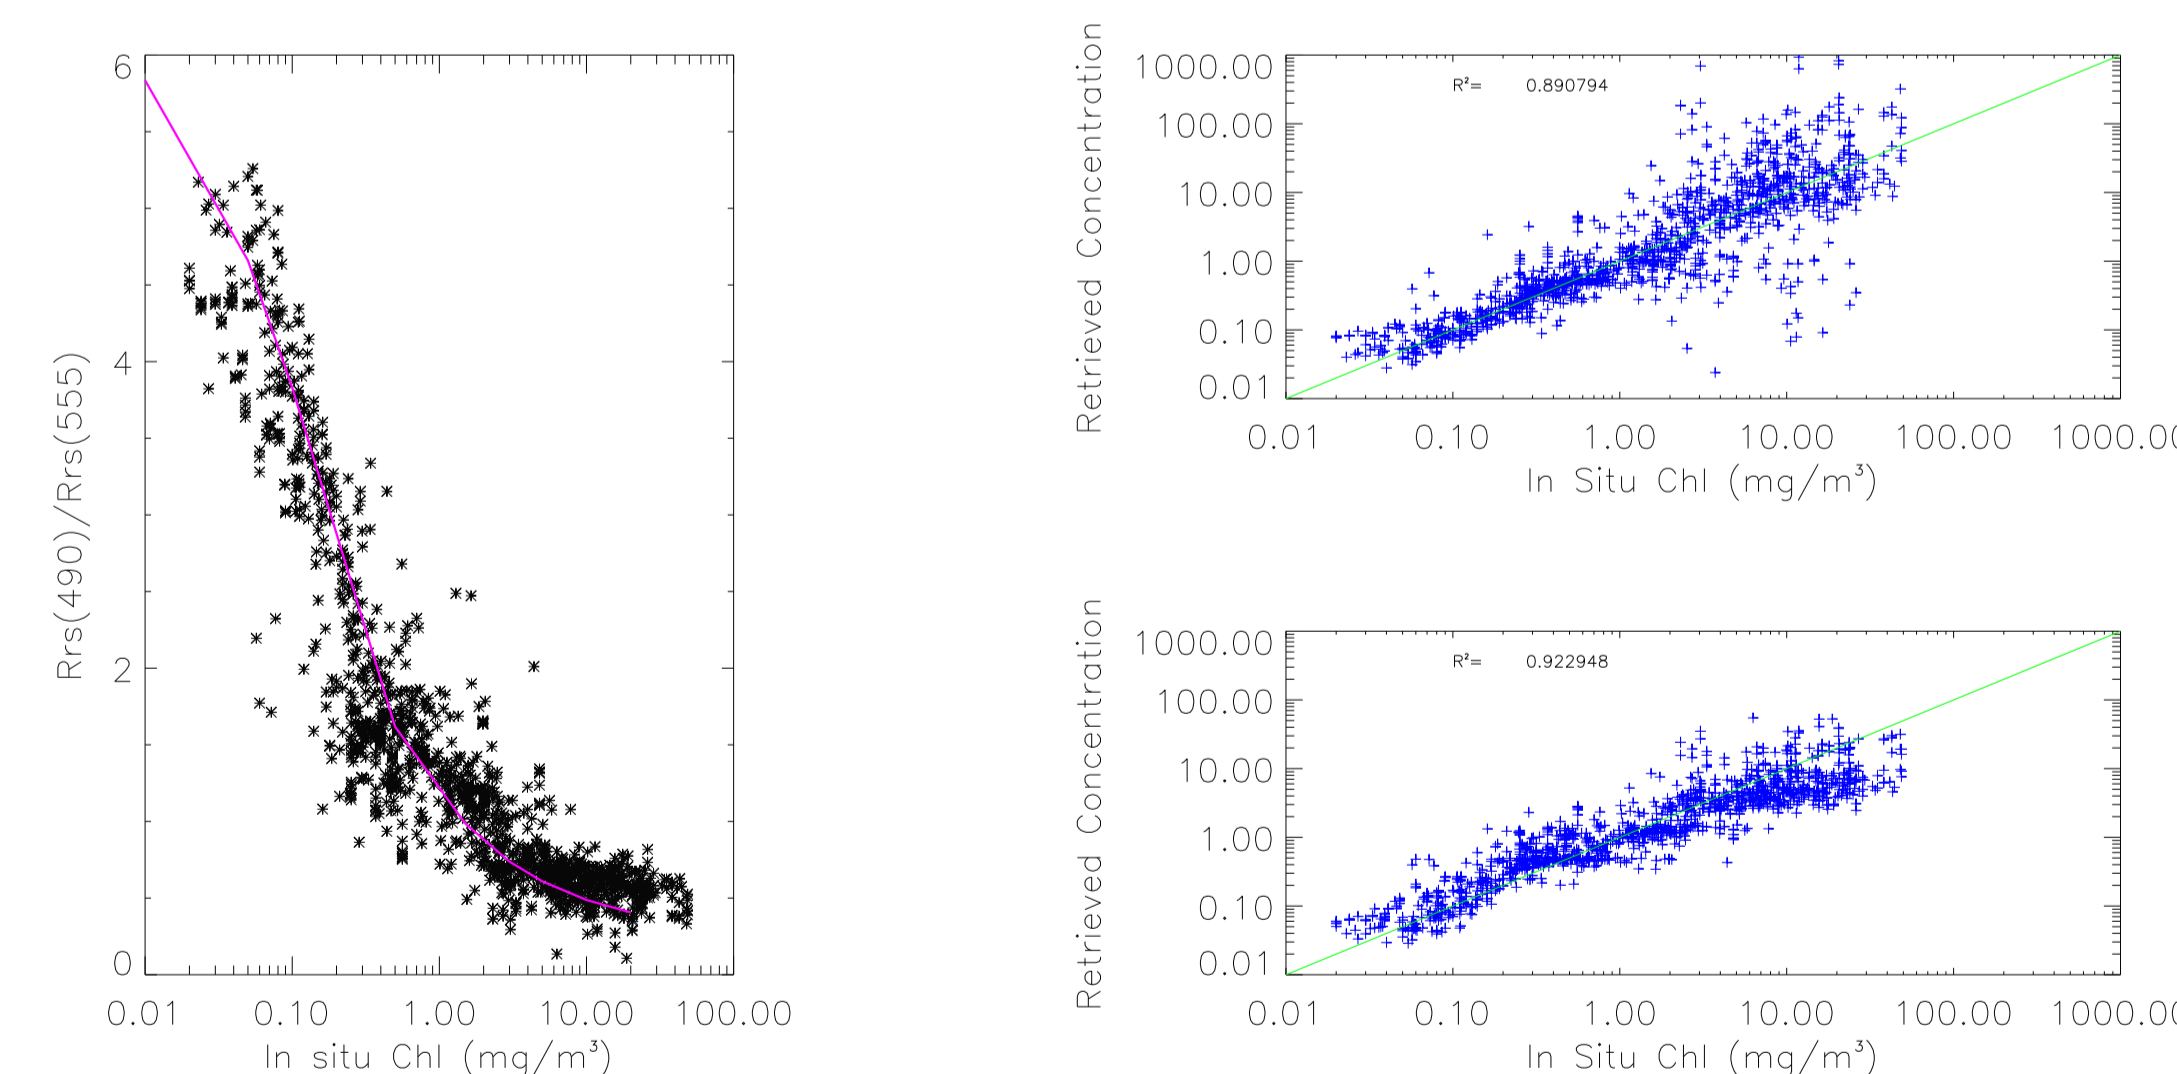 6
4
2
0
Rrs(490)/Rrs(555)
0.01 0.10 1.00 10.00 100.00
In situ Chl (mg/m³)
Retrieved Concentration
1000.00
100.00
10.00
1.00
0.10
0.01
R²= 0.890794
0.01 0.10 1.00 10.00 100.00 1000.00
In Situ Chl (mg/m³)
Retrieved Concentration
1000.00
100.00
10.00
1.00
0.10
0.01
R²= 0.922948
0.01 0.10 1.00 10.00 100.00 1000.00
In Situ Chl (mg/m³)